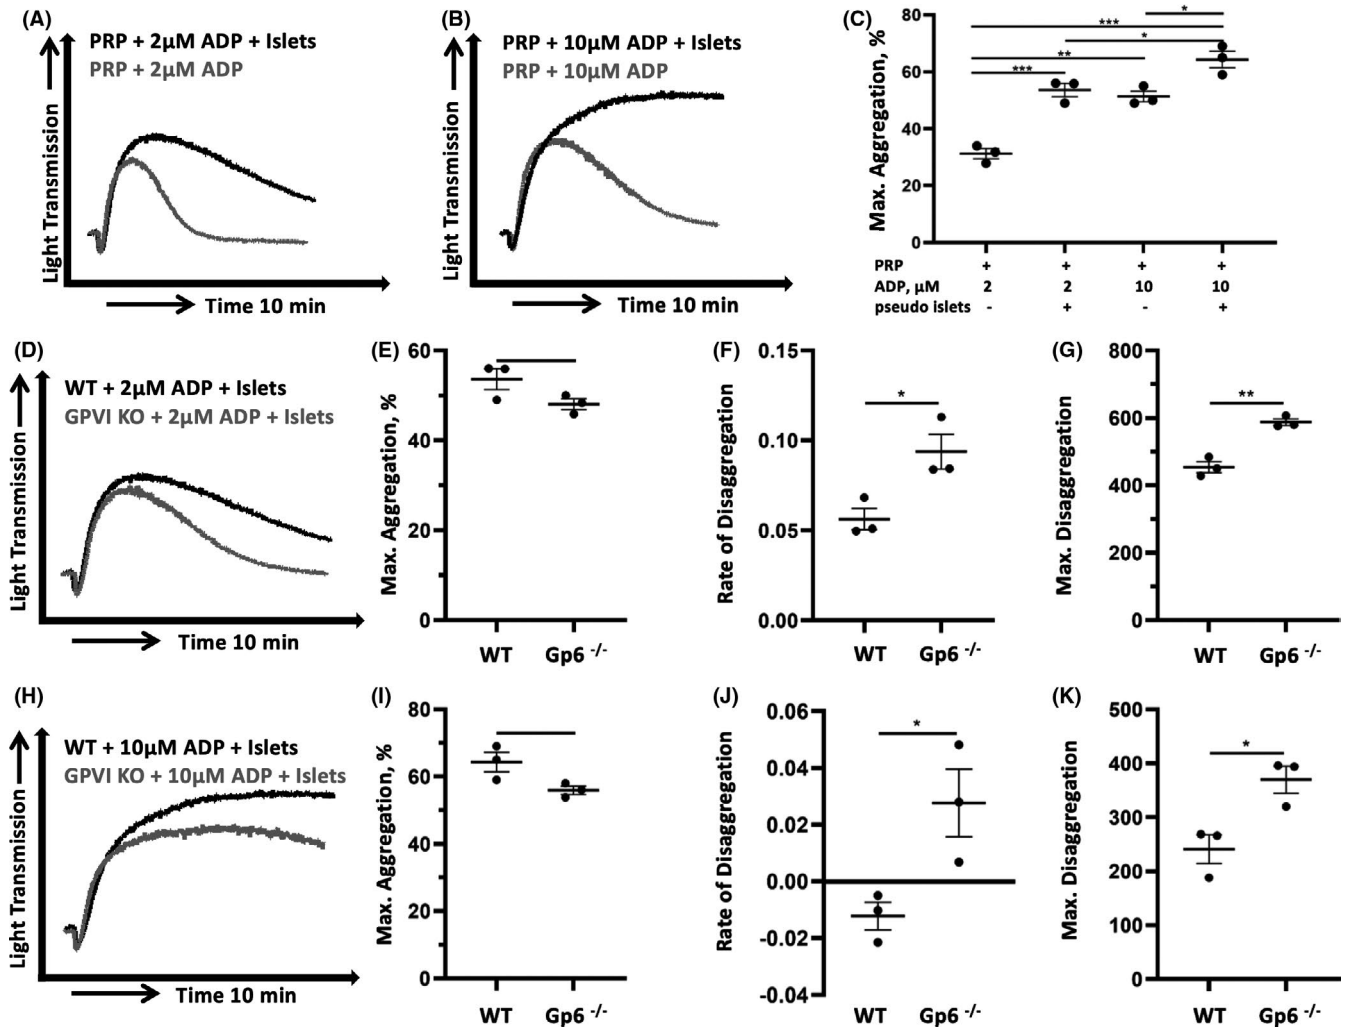 (A)
PRP + 2μM ADP + Islets
PRP + 2μM ADP
Light Transmission
Time 10 min
(B)
PRP + 10μM ADP + Islets
PRP + 10μM ADP
Light Transmission
Time 10 min
(C)
Max. Aggregation, %
80
60
40
20
0
***
*
***
*
**
PRP + + + +
ADP, μM 2 2 10 10
pseudo islets - + - +
(D)
WT + 2μM ADP + Islets
GPVI KO + 2μM ADP + Islets
Light Transmission
Time 10 min
(E)
Max. Aggregation, %
60
40
20
0
WT Gp6 -/-
(F)
Rate of Disaggregation
0.15
0.10
0.05
0.00
*
WT Gp6 -/-
(G)
Max. Disaggregation
800
600
400
200
0
**
WT Gp6 -/-
(H)
WT + 10μM ADP + Islets
GPVI KO + 10μM ADP + Islets
Light Transmission
Time 10 min
(I)
Max. Aggregation, %
80
60
40
20
0
WT Gp6 -/-
(J)
Rate of Disaggregation
0.06
0.04
0.02
0.00
-0.02
-0.04
*
WT Gp6 -/-
(K)
Max. Disaggregation
500
400
300
200
100
0
*
WT Gp6 -/-